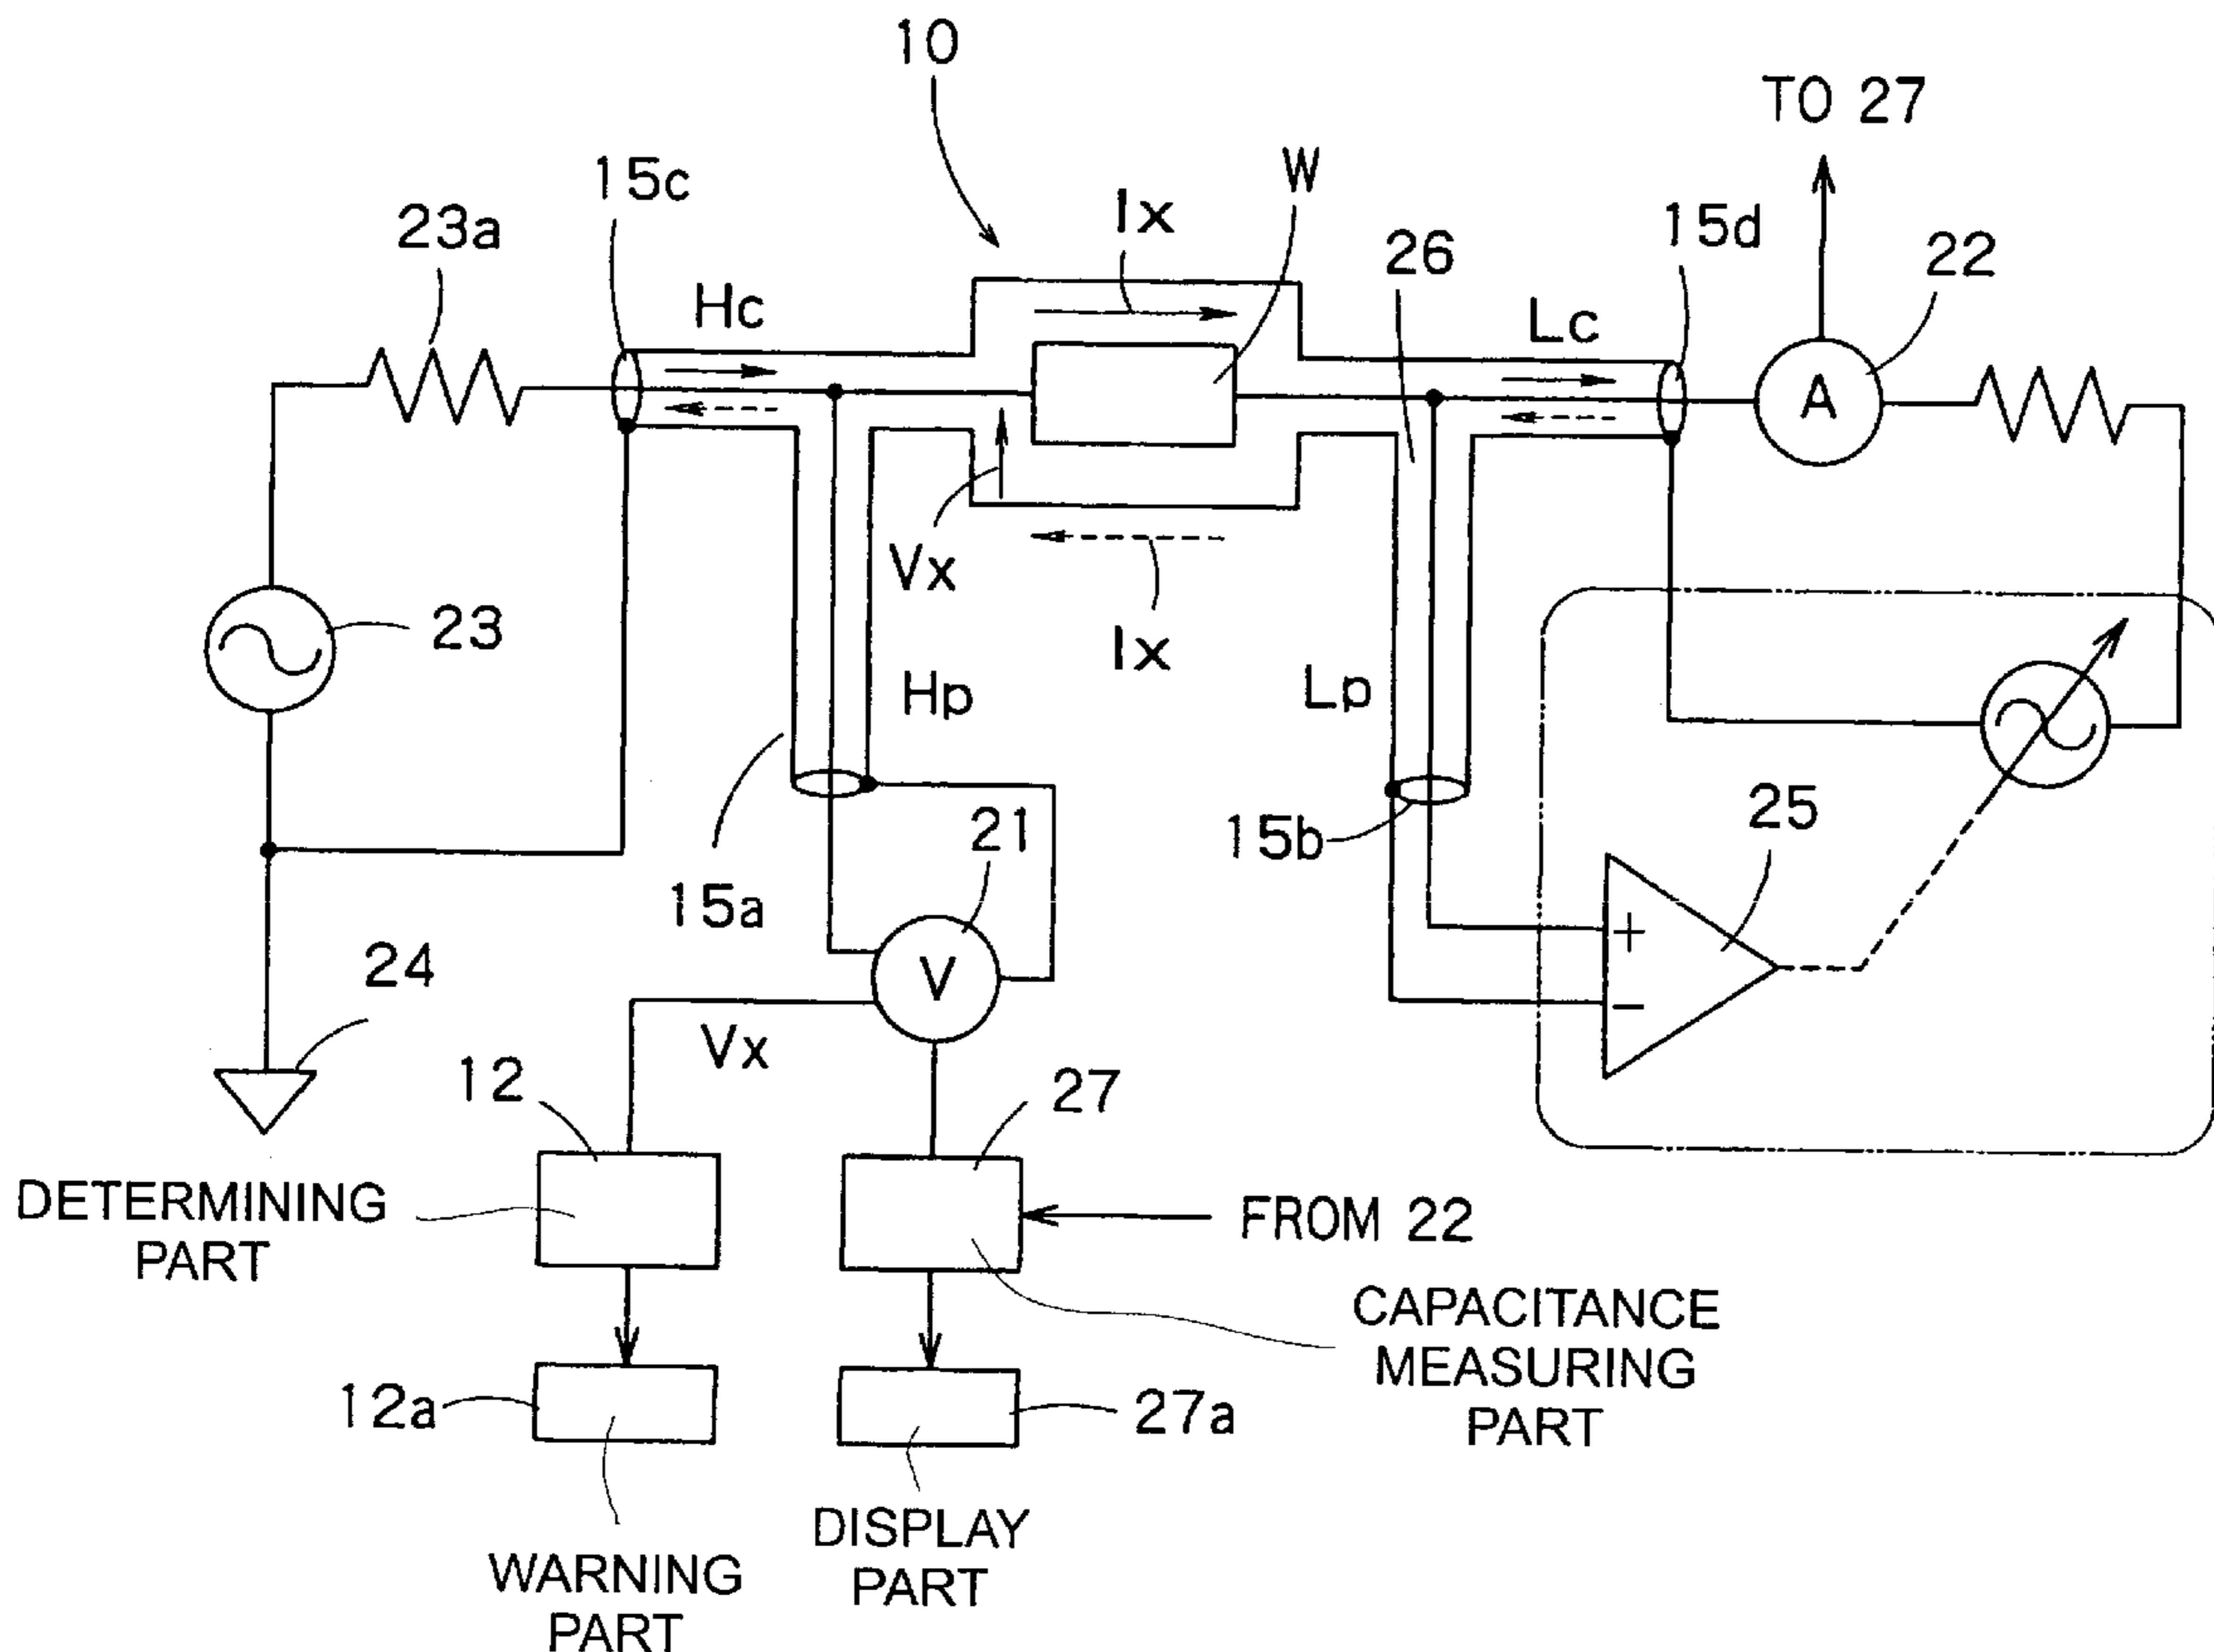 10
TO 27
15c
W
Ix
15d
23a
26
22
Hc
Lc
A
Vx
Ix
23
Hp
Lp
21
15b
25
15a
+
24
V
−
Vx
12
27
DETERMINING
PART
FROM 22
CAPACITANCE
MEASURING
PART
12a
27a
DISPLAY
PART
WARNING
PART